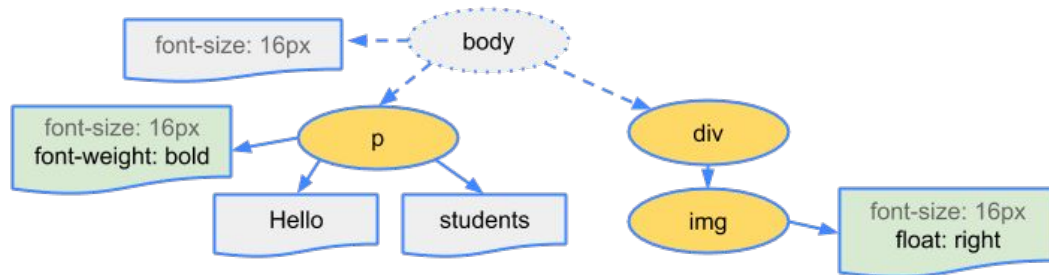 body
font-size: 16px
p
div
font-size: 16px
font-weight: bold
Hello
students
img
font-size: 16px
float: right